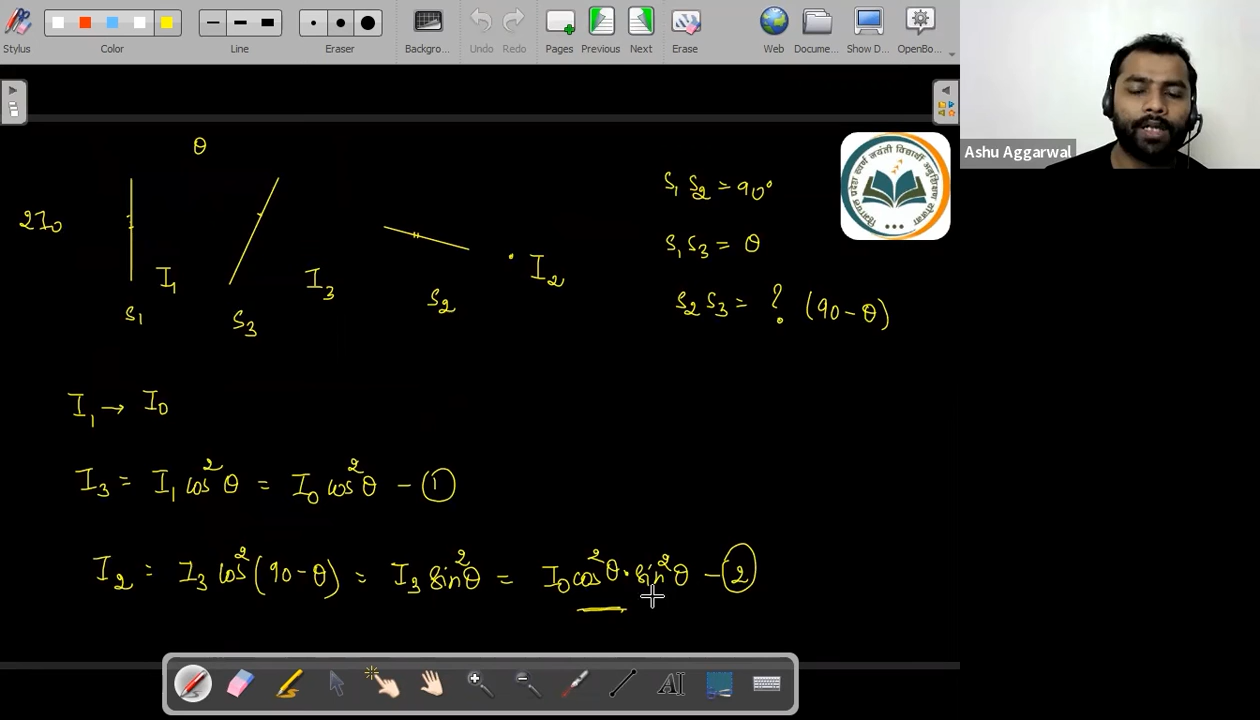 Stylus
Color
Line
Eraser
Backgro...
Undo
Redo
Pages
Previous
Next
Erase
Web
Docume...
Show D...
OpenBo...
Ashu Aggarwal
θ
2I₀
I₁
S₁
S₃
I₃
S₂
I₂
S₁ S₂ = 90°
S₁ S₃ = θ
S₂ S₃ = ? (90 - θ)
I₁ → I₀
I₃ = I₁ cos²θ = I₀ cos²θ - ①
I₂ = I₃ cos²(90 - θ) = I₃ sin²θ = I₀ cos²θ · sin²θ - ②